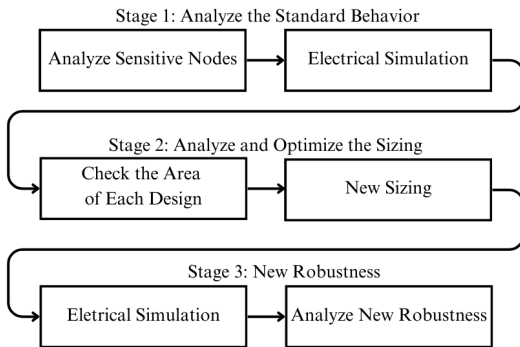 Stage 1: Analyze the Standard Behavior
Analyze Sensitive Nodes
Electrical Simulation
Stage 2: Analyze and Optimize the Sizing
Check the Area
of Each Design
New Sizing
Stage 3: New Robustness
Eletrical Simulation
Analyze New Robustness